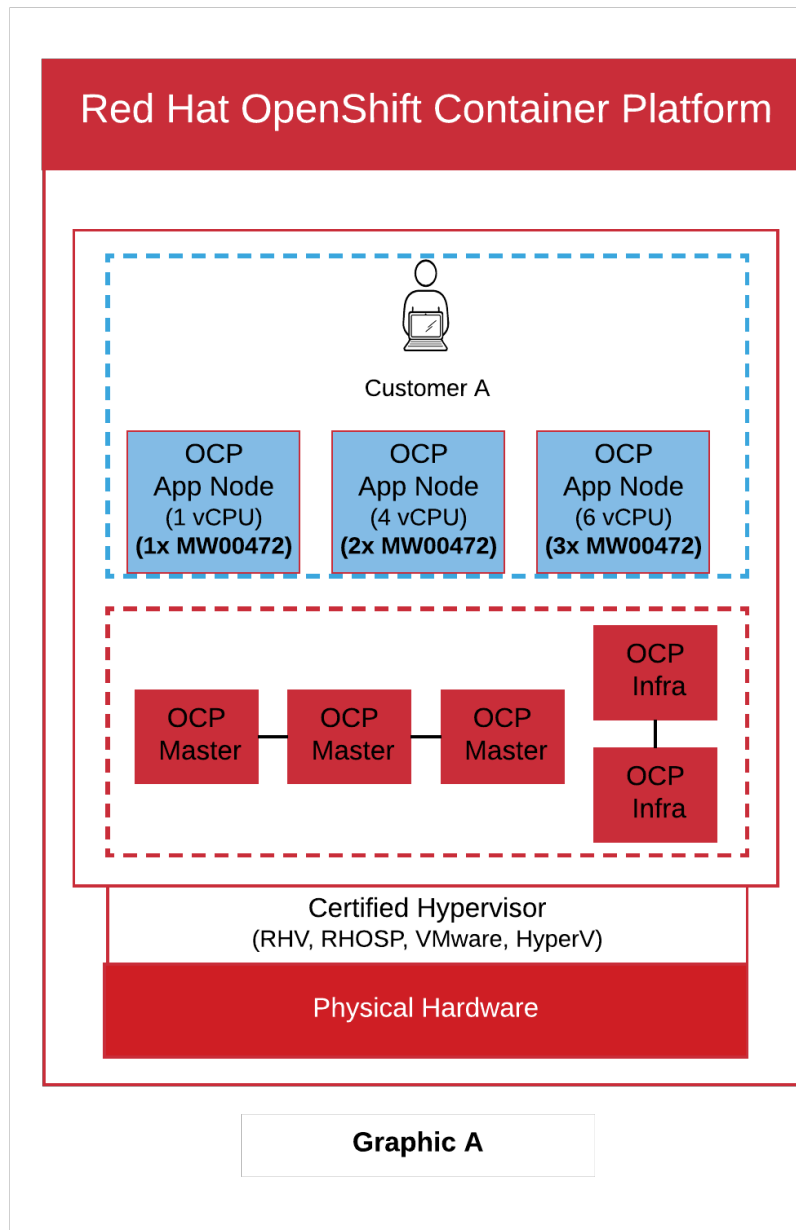 Red Hat OpenShift Container Platform
Customer A
OCP
App Node
(1 vCPU)
(1x MW00472)
OCP
App Node
(4 vCPU)
(2x MW00472)
OCP
App Node
(6 vCPU)
(3x MW00472)
OCP
Master
OCP
Master
OCP
Master
OCP
Infra
OCP
Infra
Certified Hypervisor
(RHV, RHOSP, VMware, HyperV)
Physical Hardware
Graphic A